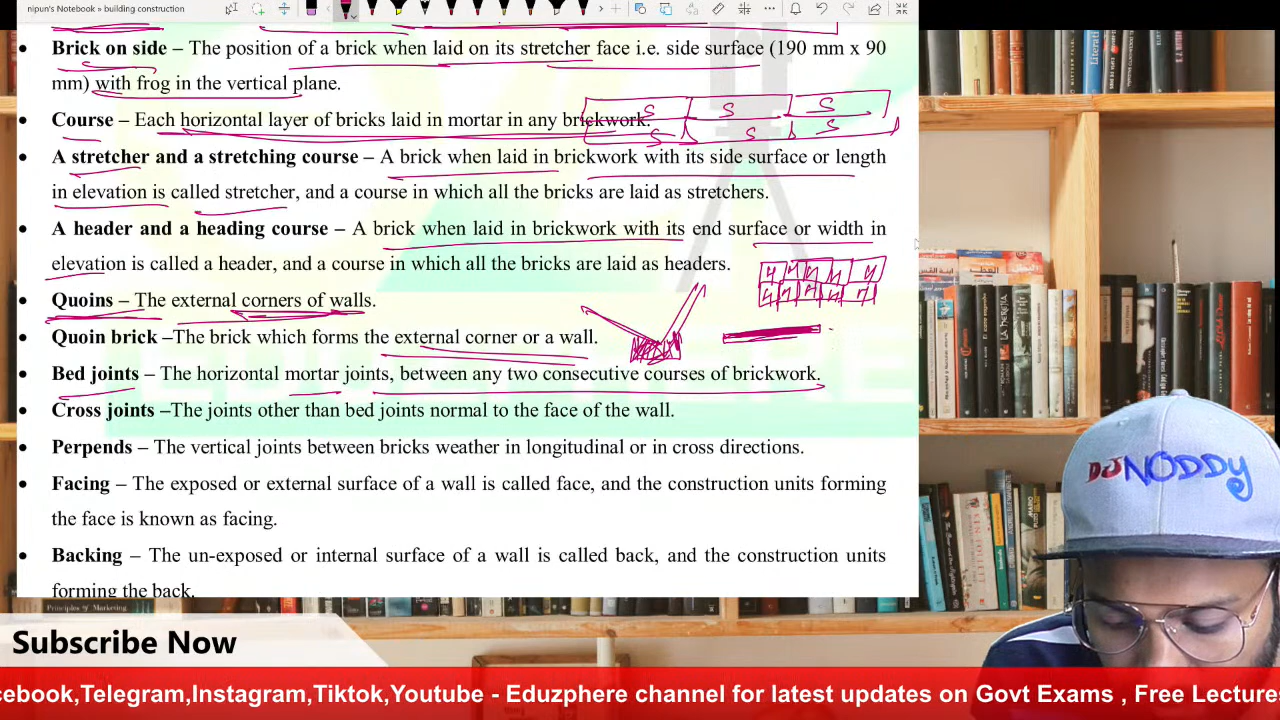 nipun's Notebook » building construction
• Brick on side – The position of a brick when laid on its stretcher face i.e. side surface (190 mm x 90
mm) with frog in the vertical plane.
• Course – Each horizontal layer of bricks laid in mortar in any brickwork.
S S S
S S S
• A stretcher and a stretching course – A brick when laid in brickwork with its side surface or length
in elevation is called stretcher, and a course in which all the bricks are laid as stretchers.
• A header and a heading course – A brick when laid in brickwork with its end surface or width in
elevation is called a header, and a course in which all the bricks are laid as headers.
• Quoins – The external corners of walls.
• Quoin brick –The brick which forms the external corner or a wall.
• Bed joints – The horizontal mortar joints, between any two consecutive courses of brickwork.
• Cross joints –The joints other than bed joints normal to the face of the wall.
• Perpends – The vertical joints between bricks weather in longitudinal or in cross directions.
• Facing – The exposed or external surface of a wall is called face, and the construction units forming
the face is known as facing.
• Backing – The un-exposed or internal surface of a wall is called back, and the construction units
forming the back.
DJNODDY
Principles of Marketing
Subscribe Now
cebook,Telegram,Instagram,Tiktok,Youtube - Eduzphere channel for latest updates on Govt Exams , Free Lectures